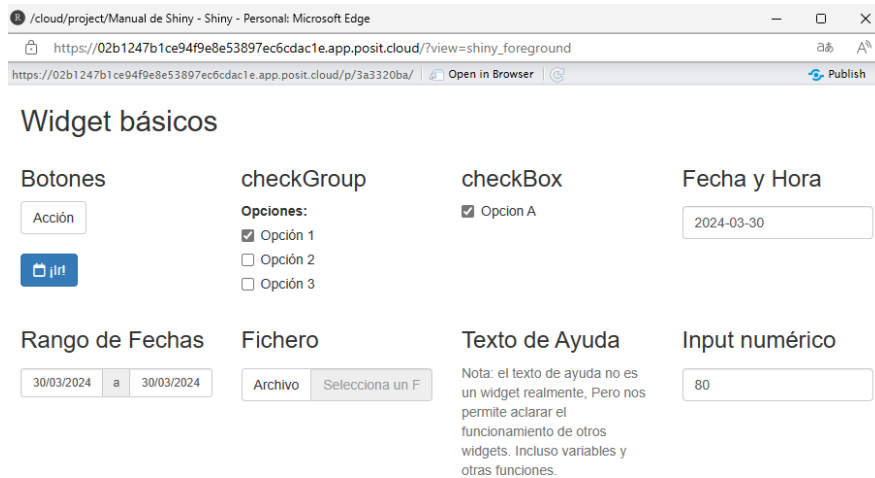 R /cloud/project/Manual de Shiny - Shiny - Personal: Microsoft Edge
https://02b1247b1ce94f9e8e53897ec6cdac1e.app.posit.cloud/?view=shiny_foreground
https://02b1247b1ce94f9e8e53897ec6cdac1e.app.posit.cloud/p/3a3320ba/ Open in Browser Publish
Widget básicos
Botones checkGroup checkBox Fecha y Hora
Acción
¡Ir!
Opciones:
Opción 1
Opción 2
Opción 3
Opcion A
2024-03-30
Rango de Fechas Fichero Texto de Ayuda Input numérico
30/03/2024 a 30/03/2024
Archivo Selecciona un F
Nota: el texto de ayuda no es
un widget realmente, Pero nos
permite aclarar el
funcionamiento de otros
widgets. Incluso variables y
otras funciones.
80